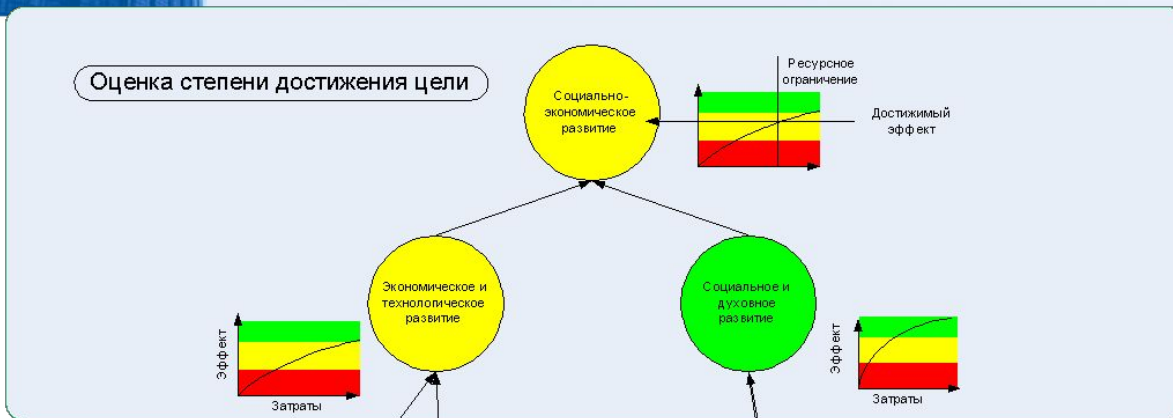 Оценка степени достижения цели
Социально-
экономическое
развитие
Ресурсное
ограничение
Достижимый
эффект
Экономическое и
технологическое
развитие
Социальное и
духовное
развитие
Эффект
Затраты
Эффект
Затраты